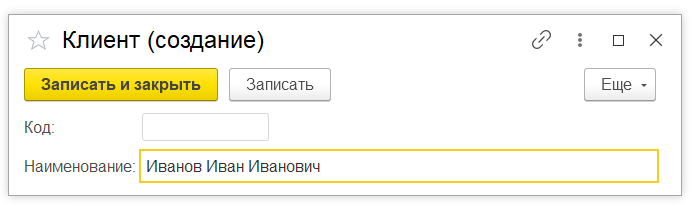 Клиент (создание)
Записать и закрыть Записать Еще
Код:
Наименование: Иванов Иван Иванович